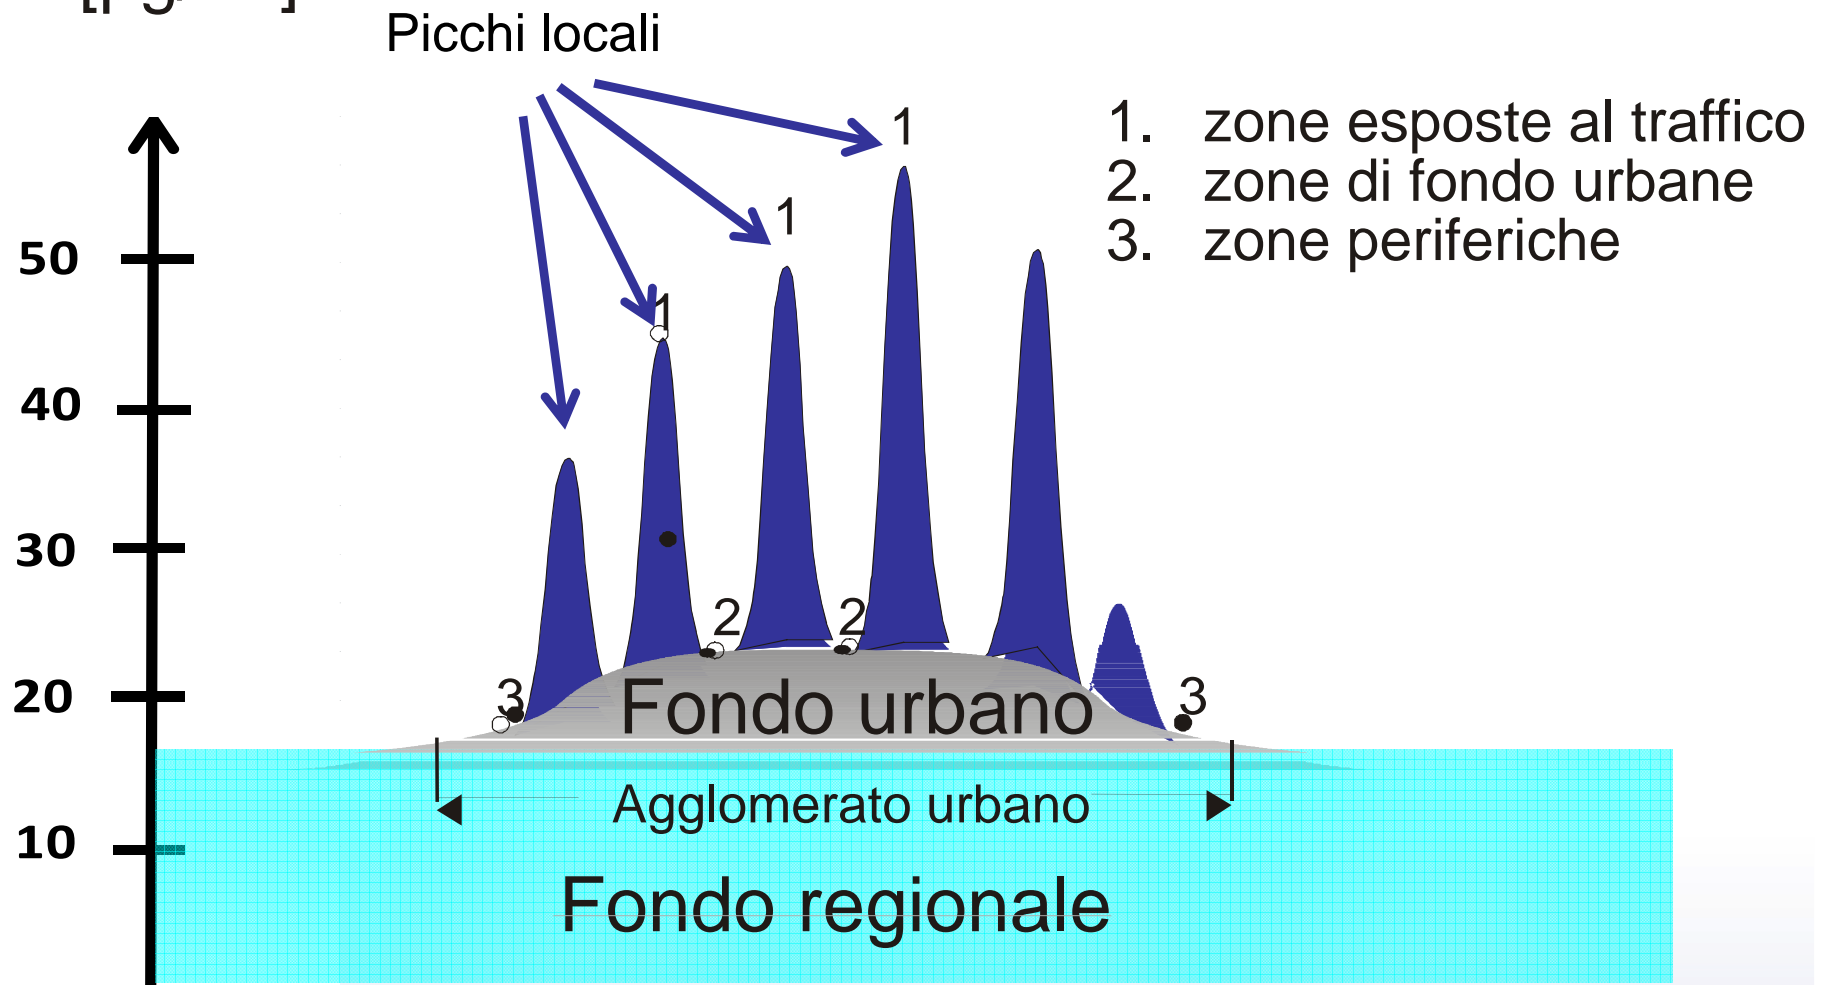 Picchi locali
1
1. zone esposte al traffico
2. zone di fondo urbane
3. zone periferiche
1
50
1
40
30
2
2
3
3
20
Fondo urbano
Agglomerato urbano
10
Fondo regionale